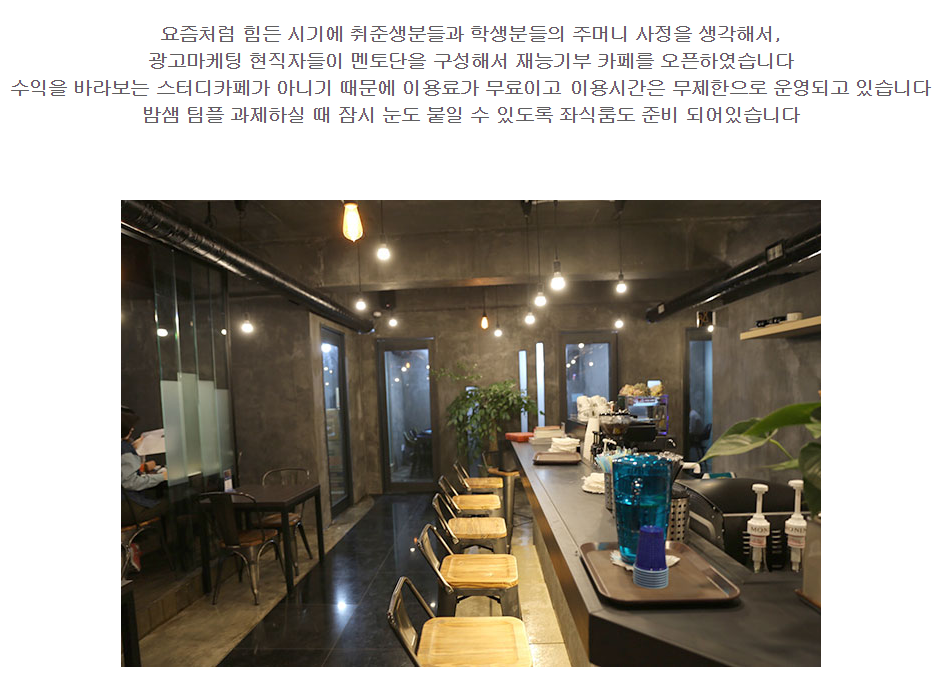 요즘처럼 힘든 시기에 취준생분들과 학생분들의 주머니 사정을 생각해서,
광고마케팅 현직자들이 멘토단을 구성해서 재능기부 카페를 오픈하였습니다
수익을 바라보는 스터디카페가 아니기 때문에 이용료가 무료이고 이용시간은 무제한으로 운영되고 있습니다
밤샘 팀플 과제하실 때 잠시 눈도 붙일 수 있도록 좌식룸도 준비 되어있습니다